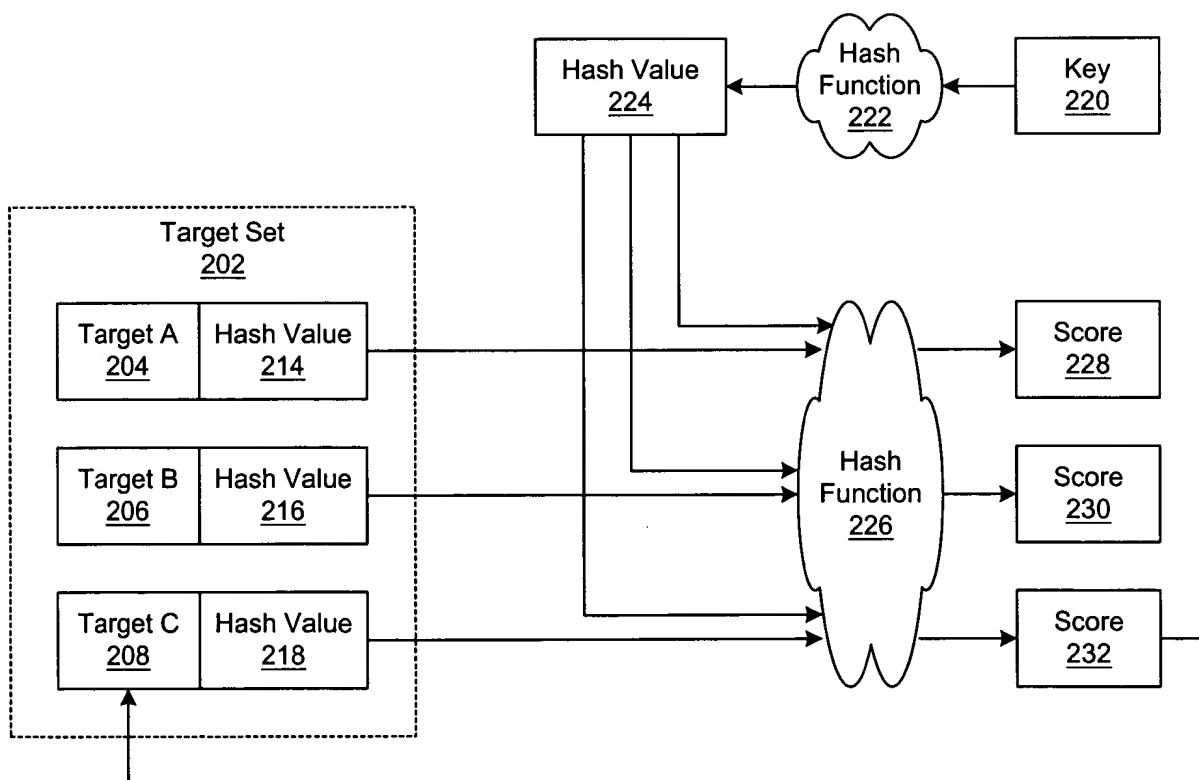 Hash Value
224
Hash
Function
222
Key
220
Target Set
202
Target A
204
Hash Value
214
Target B
206
Hash Value
216
Target C
208
Hash Value
218
Hash
Function
226
Score
228
Score
230
Score
232